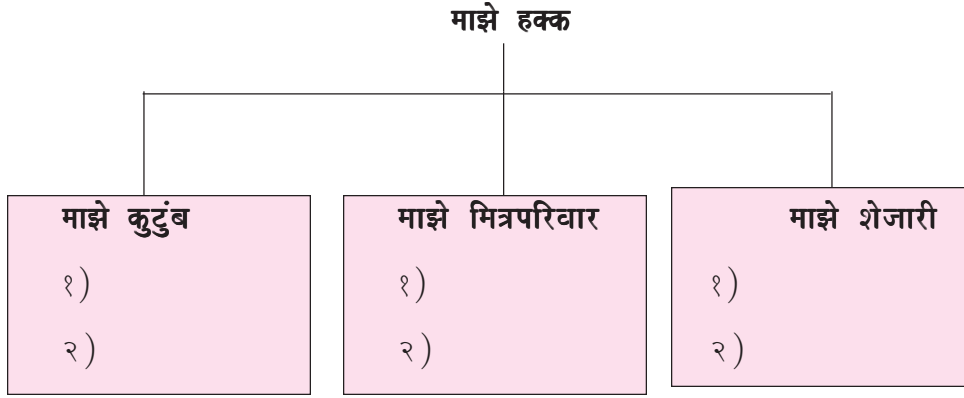 माझे हक्क
माझे कुटुंब
१)
२)
माझे मित्रपरिवार
१)
२)
माझे शेजारी
१)
२)